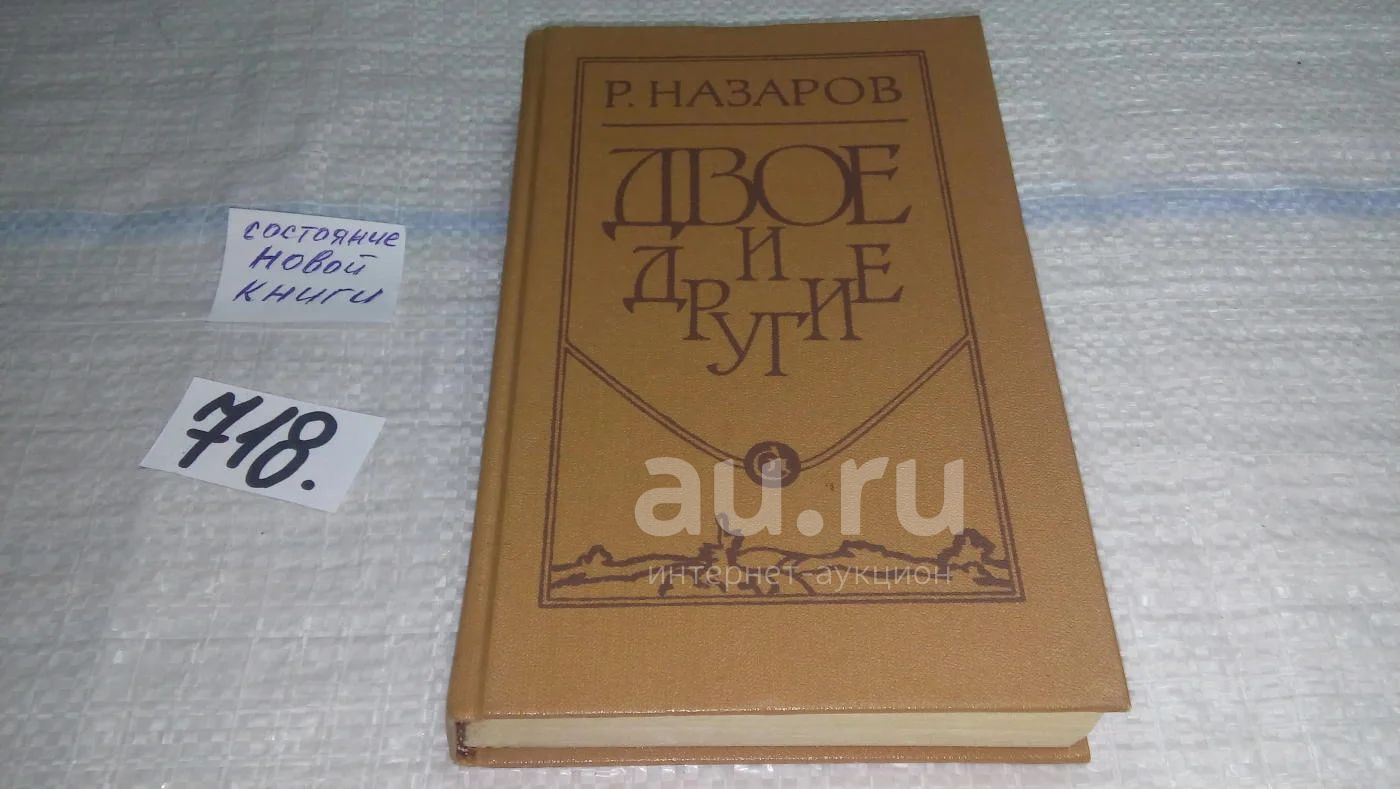 Р. НАЗАРОВ
ДВОЕ
И
ДРУГИЕ
состояние
новой
книги
718.
au.ru
интернет-аукцион